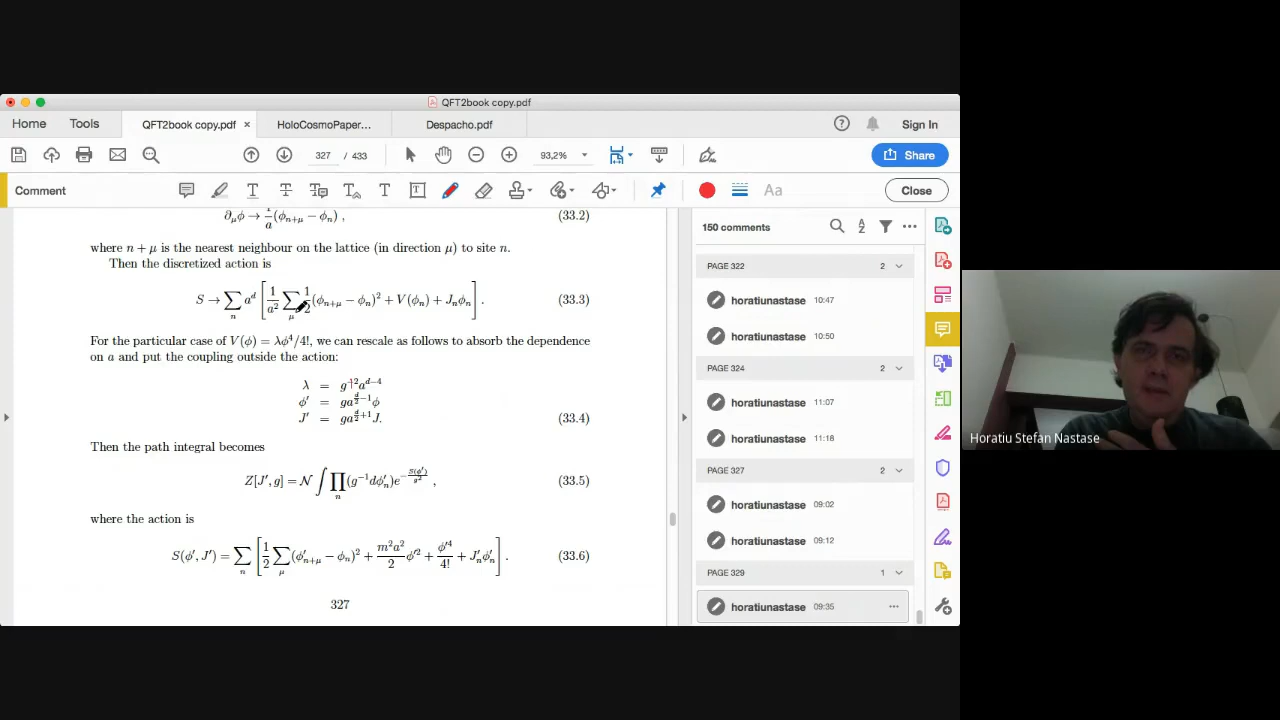 QFT2book copy.pdf
Home Tools QFT2book copy.pdf × HoloCosmoPaper... Despacho.pdf Sign In
327 / 433 93,2% Share
Comment Aa Close
∂_μϕ → 1/a (ϕ_{n+μ} − ϕ_n) , (33.2)
where n + μ is the nearest neighbour on the lattice (in direction μ) to site n.
Then the discretized action is
S → ∑_n a^d [ 1/a² ∑_μ 1/2 (ϕ_{n+μ} − ϕ_n)² + V(ϕ_n) + J_nϕ_n ] . (33.3)
For the particular case of V(ϕ) = λϕ⁴/4!, we can rescale as follows to absorb the dependence
on a and put the coupling outside the action:
λ = g² a^{d−4}
ϕ′ = ga^{d/2−1}ϕ
J′ = ga^{d/2+1}J. (33.4)
Then the path integral becomes
Z[J′, g] = N ∫ ∏_n (g^{−1}dϕ′_n) e^{−S(ϕ′)/g²} , (33.5)
where the action is
S(ϕ′, J′) = ∑_n [ 1/2 ∑_μ (ϕ′_{n+μ} − ϕ_n)² + m²a²/2 ϕ′² + ϕ′⁴/4! + J′_nϕ′_n ] . (33.6)
327
150 comments
PAGE 322 2
horatiunastase 10:47
horatiunastase 10:50
PAGE 324 2
horatiunastase 11:07
horatiunastase 11:18
PAGE 327 2
horatiunastase 09:02
horatiunastase 09:12
PAGE 329 1
horatiunastase 09:35
Horatiu Stefan Nastase